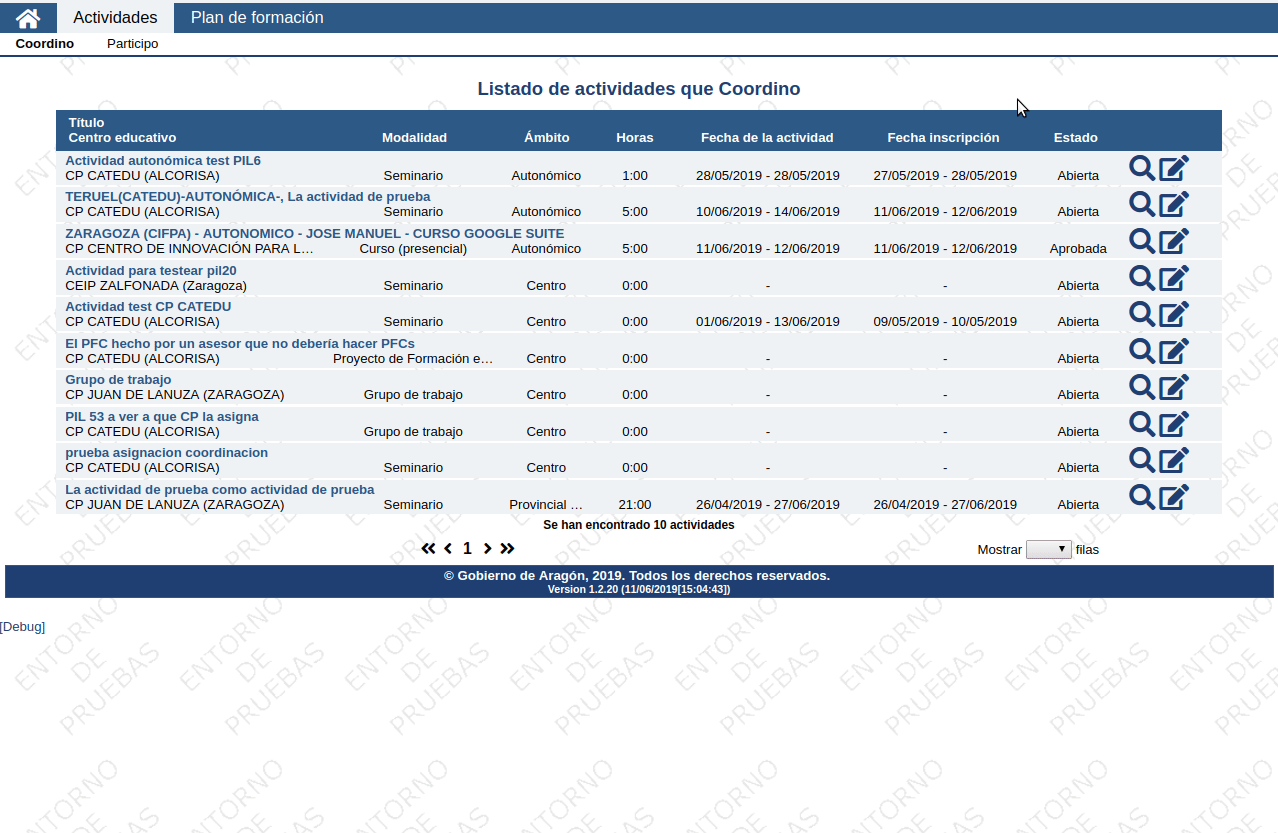 Actividades Plan de formación
Coordino Participo
Listado de actividades que Coordino
Título
Centro educativo Modalidad Ámbito Horas Fecha de la actividad Fecha inscripción Estado
Actividad autonómica test PIL6
CP CATEDU (ALCORISA) Seminario Autonómico 1:00 28/05/2019 - 28/05/2019 27/05/2019 - 28/05/2019 Abierta
TERUEL(CATEDU)-AUTONÓMICA-, La actividad de prueba
CP CATEDU (ALCORISA) Seminario Autonómico 5:00 10/06/2019 - 14/06/2019 11/06/2019 - 12/06/2019 Abierta
ZARAGOZA (CIFPA) - AUTONOMICO - JOSE MANUEL - CURSO GOOGLE SUITE
CP CENTRO DE INNOVACIÓN PARA L… Curso (presencial) Autonómico 5:00 11/06/2019 - 12/06/2019 11/06/2019 - 12/06/2019 Aprobada
Actividad para testear pil20
CEIP ZALFONADA (Zaragoza) Seminario Centro 0:00 - - Abierta
Actividad test CP CATEDU
CP CATEDU (ALCORISA) Seminario Centro 0:00 01/06/2019 - 13/06/2019 09/05/2019 - 10/05/2019 Abierta
El PFC hecho por un asesor que no debería hacer PFCs
CP CATEDU (ALCORISA) Proyecto de Formación e… Centro 0:00 - - Abierta
Grupo de trabajo
CP JUAN DE LANUZA (ZARAGOZA) Grupo de trabajo Centro 0:00 - - Abierta
PIL 53 a ver a que CP la asigna
CP CATEDU (ALCORISA) Grupo de trabajo Centro 0:00 - - Abierta
prueba asignacion coordinacion
CP CATEDU (ALCORISA) Seminario Centro 0:00 - - Abierta
La actividad de prueba como actividad de prueba
CP JUAN DE LANUZA (ZARAGOZA) Seminario Provincial … 21:00 26/04/2019 - 27/06/2019 26/04/2019 - 27/06/2019 Abierta
Se han encontrado 10 actividades
1 Mostrar filas
© Gobierno de Aragón, 2019. Todos los derechos reservados.
Version 1.2.20 (11/06/2019[15:04:43])
[Debug]
ENTORNO DE PRUEBAS